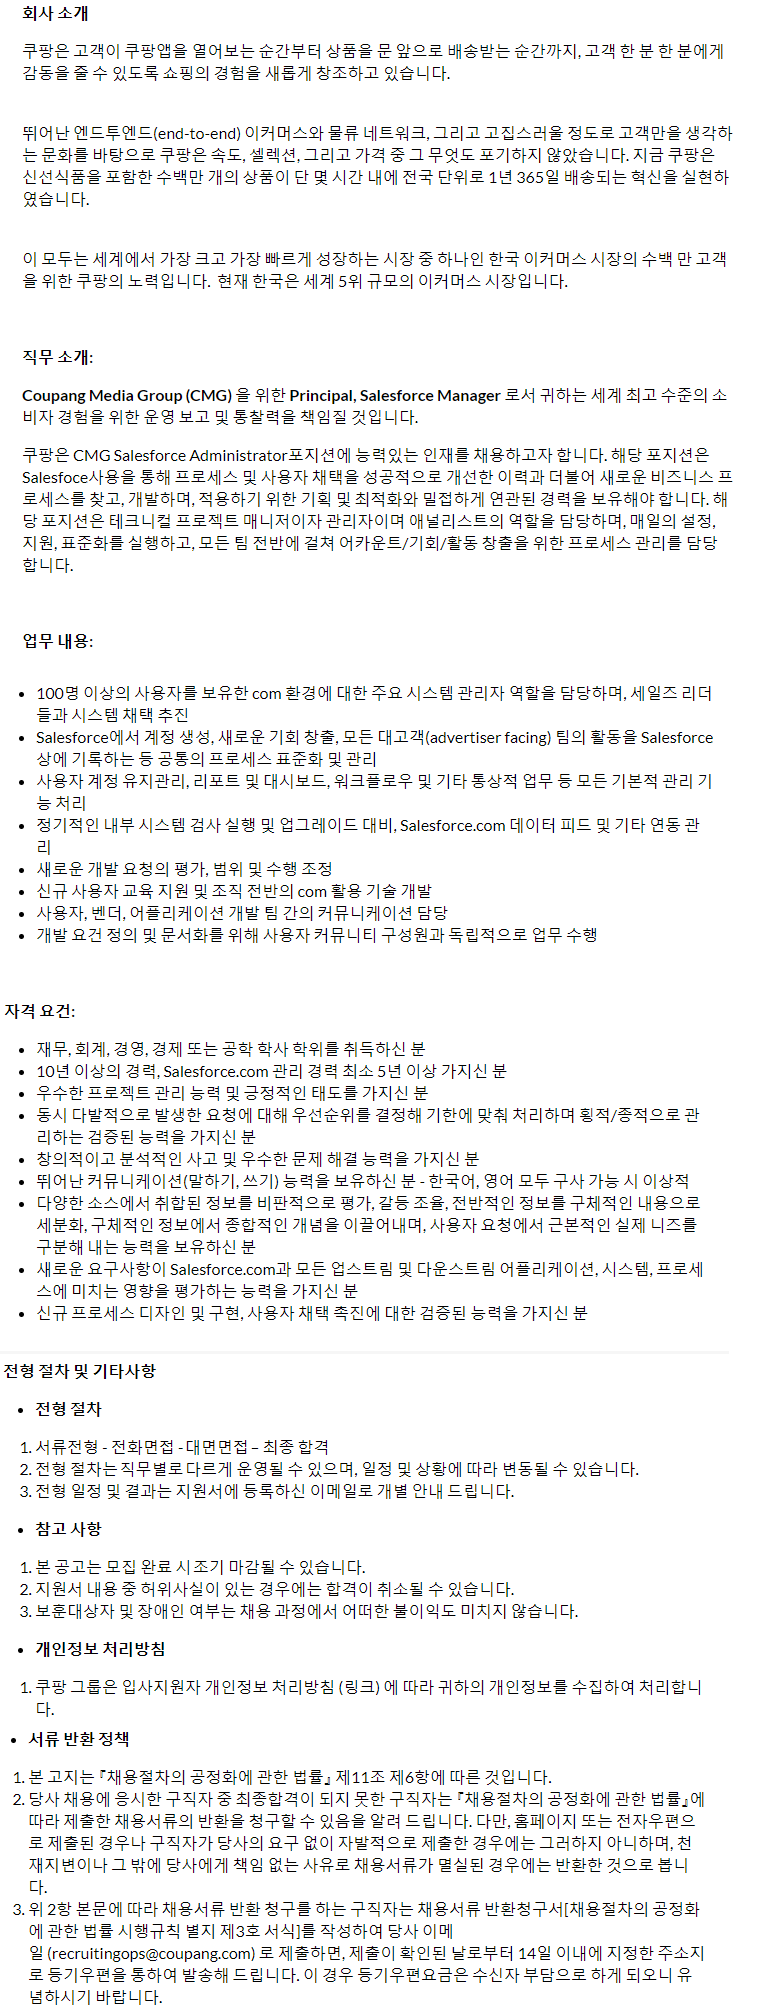 회사 소개
쿠팡은 고객이 쿠팡앱을 열어보는 순간부터 상품을 문 앞으로 배송받는 순간까지, 고객 한 분 한 분에게
감동을 줄 수 있도록 쇼핑의 경험을 새롭게 창조하고 있습니다.
뛰어난 엔드투엔드(end-to-end) 이커머스와 물류 네트워크, 그리고 고집스러울 정도로 고객만을 생각하
는 문화를 바탕으로 쿠팡은 속도, 셀렉션, 그리고 가격 중 그 무엇도 포기하지 않았습니다. 지금 쿠팡은
신선식품을 포함한 수백만 개의 상품이 단 몇 시간 내에 전국 단위로 1년 365일 배송되는 혁신을 실현하
였습니다.
이 모두는 세계에서 가장 크고 가장 빠르게 성장하는 시장 중 하나인 한국 이커머스 시장의 수백 만 고객
을 위한 쿠팡의 노력입니다. 현재 한국은 세계 5위 규모의 이커머스 시장입니다.
직무 소개:
Coupang Media Group (CMG) 을 위한 Principal, Salesforce Manager 로서 귀하는 세계 최고 수준의 소
비자 경험을 위한 운영 보고 및 통찰력을 책임질 것입니다.
쿠팡은 CMG Salesforce Administrator포지션에 능력있는 인재를 채용하고자 합니다. 해당 포지션은
Salesfoce사용을 통해 프로세스 및 사용자 채택을 성공적으로 개선한 이력과 더불어 새로운 비즈니스 프
로세스를 찾고, 개발하며, 적용하기 위한 기획 및 최적화와 밀접하게 연관된 경력을 보유해야 합니다. 해
당 포지션은 테크니컬 프로젝트 매니저이자 관리자이며 애널리스트의 역할을 담당하며, 매일의 설정,
지원, 표준화를 실행하고, 모든 팀 전반에 걸쳐 어카운트/기회/활동 창출을 위한 프로세스 관리를 담당
합니다.
업무 내용:
• 100명 이상의 사용자를 보유한 com 환경에 대한 주요 시스템 관리자 역할을 담당하며, 세일즈 리더
들과 시스템 채택 추진
• Salesforce에서 계정 생성, 새로운 기회 창출, 모든 대고객(advertiser facing) 팀의 활동을 Salesforce
상에 기록하는 등 공통의 프로세스 표준화 및 관리
• 사용자 계정 유지관리, 리포트 및 대시보드, 워크플로우 및 기타 통상적 업무 등 모든 기본적 관리 기
능 처리
• 정기적인 내부 시스템 검사 실행 및 업그레이드 대비, Salesforce.com 데이터 피드 및 기타 연동 관
리
• 새로운 개발 요청의 평가, 범위 및 수행 조정
• 신규 사용자 교육 지원 및 조직 전반의 com 활용 기술 개발
• 사용자, 벤더, 어플리케이션 개발 팀 간의 커뮤니케이션 담당
• 개발 요건 정의 및 문서화를 위해 사용자 커뮤니티 구성원과 독립적으로 업무 수행
자격 요건:
• 재무, 회계, 경영, 경제 또는 공학 학사 학위를 취득하신 분
• 10년 이상의 경력, Salesforce.com 관리 경력 최소 5년 이상 가지신 분
• 우수한 프로젝트 관리 능력 및 긍정적인 태도를 가지신 분
• 동시 다발적으로 발생한 요청에 대해 우선순위를 결정해 기한에 맞춰 처리하며 횡적/종적으로 관
리하는 검증된 능력을 가지신 분
• 창의적이고 분석적인 사고 및 우수한 문제 해결 능력을 가지신 분
• 뛰어난 커뮤니케이션(말하기, 쓰기) 능력을 보유하신 분 - 한국어, 영어 모두 구사 가능 시 이상적
• 다양한 소스에서 취합된 정보를 비판적으로 평가, 갈등 조율, 전반적인 정보를 구체적인 내용으로
세분화, 구체적인 정보에서 종합적인 개념을 이끌어내며, 사용자 요청에서 근본적인 실제 니즈를
구분해 내는 능력을 보유하신 분
• 새로운 요구사항이 Salesforce.com과 모든 업스트림 및 다운스트림 어플리케이션, 시스템, 프로세
스에 미치는 영향을 평가하는 능력을 가지신 분
• 신규 프로세스 디자인 및 구현, 사용자 채택 촉진에 대한 검증된 능력을 가지신 분
전형 절차 및 기타사항
• 전형 절차
1. 서류전형 - 전화면접 - 대면면접 – 최종 합격
2. 전형 절차는 직무별로 다르게 운영될 수 있으며, 일정 및 상황에 따라 변동될 수 있습니다.
3. 전형 일정 및 결과는 지원서에 등록하신 이메일로 개별 안내 드립니다.
• 참고 사항
1. 본 공고는 모집 완료 시 조기 마감될 수 있습니다.
2. 지원서 내용 중 허위사실이 있는 경우에는 합격이 취소될 수 있습니다.
3. 보훈대상자 및 장애인 여부는 채용 과정에서 어떠한 불이익도 미치지 않습니다.
• 개인정보 처리방침
1. 쿠팡 그룹은 입사지원자 개인정보 처리방침 (링크) 에 따라 귀하의 개인정보를 수집하여 처리합니
다.
• 서류 반환 정책
1. 본 고지는 『채용절차의 공정화에 관한 법률』 제11조 제6항에 따른 것입니다.
2. 당사 채용에 응시한 구직자 중 최종합격이 되지 못한 구직자는 『채용절차의 공정화에 관한 법률』에
따라 제출한 채용서류의 반환을 청구할 수 있음을 알려 드립니다. 다만, 홈페이지 또는 전자우편으
로 제출된 경우나 구직자가 당사의 요구 없이 자발적으로 제출한 경우에는 그러하지 아니하며, 천
재지변이나 그 밖에 당사에게 책임 없는 사유로 채용서류가 멸실된 경우에는 반환한 것으로 봅니
다.
3. 위 2항 본문에 따라 채용서류 반환 청구를 하는 구직자는 채용서류 반환청구서[채용절차의 공정화
에 관한 법률 시행규칙 별지 제3호 서식]를 작성하여 당사 이메
일 (recruitingops@coupang.com) 로 제출하면, 제출이 확인된 날로부터 14일 이내에 지정한 주소지
로 등기우편을 통하여 발송해 드립니다. 이 경우 등기우편요금은 수신자 부담으로 하게 되오니 유
념하시기 바랍니다.